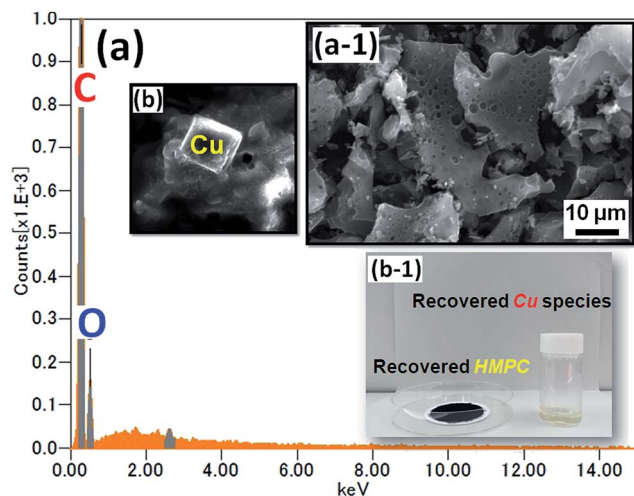 (a)
C
O
Counts[x1.E+3]
1.0
0.9
0.8
0.7
0.6
0.5
0.4
0.3
0.2
0.1
0.0
0.00 2.00 4.00 6.00 8.00 10.00 12.00 14.00
keV
(b)
Cu
(a-1)
10 μm
(b-1)
Recovered Cu species
Recovered HMPC